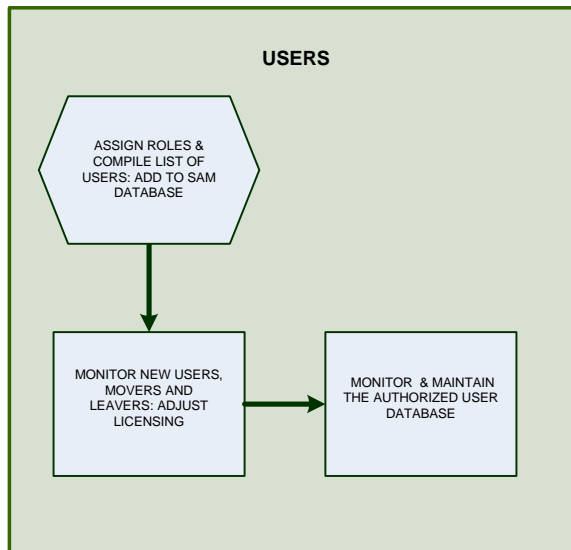 USERS
ASSIGN ROLES &
COMPILE LIST OF
USERS: ADD TO SAM
DATABASE
MONITOR NEW USERS,
MOVERS AND
LEAVERS: ADJUST
LICENSING
MONITOR & MAINTAIN
THE AUTHORIZED USER
DATABASE